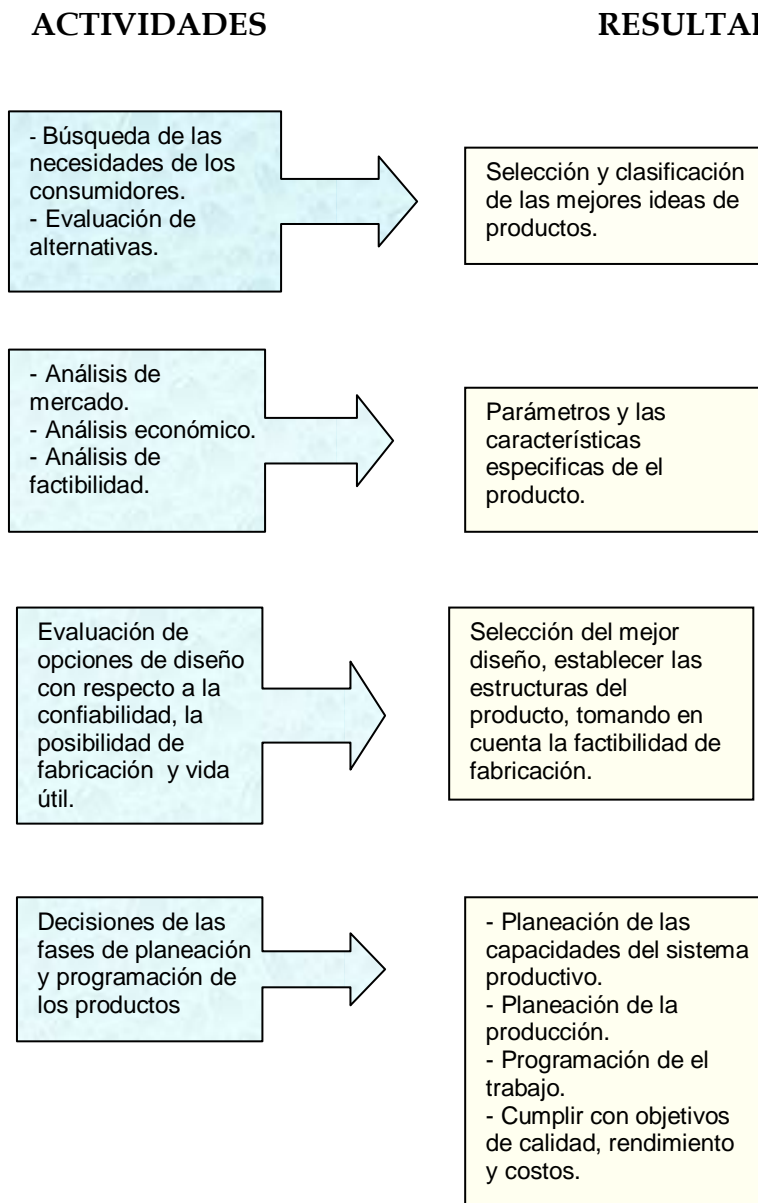 ACTIVIDADES
RESULTAD
- Búsqueda de las
necesidades de los
consumidores.
- Evaluación de
alternativas.
Selección y clasificación
de las mejores ideas de
productos.
- Análisis de
mercado.
- Análisis económico.
- Análisis de
factibilidad.
Parámetros y las
características
especificas de el
producto.
Evaluación de
opciones de diseño
con respecto a la
confiabilidad, la
posibilidad de
fabricación y vida
útil.
Selección del mejor
diseño, establecer las
estructuras del
producto, tomando en
cuenta la factibilidad de
fabricación.
Decisiones de las
fases de planeación
y programación de
los productos
- Planeación de las
capacidades del sistema
productivo.
- Planeación de la
producción.
- Programación de el
trabajo.
- Cumplir con objetivos
de calidad, rendimiento
y costos.